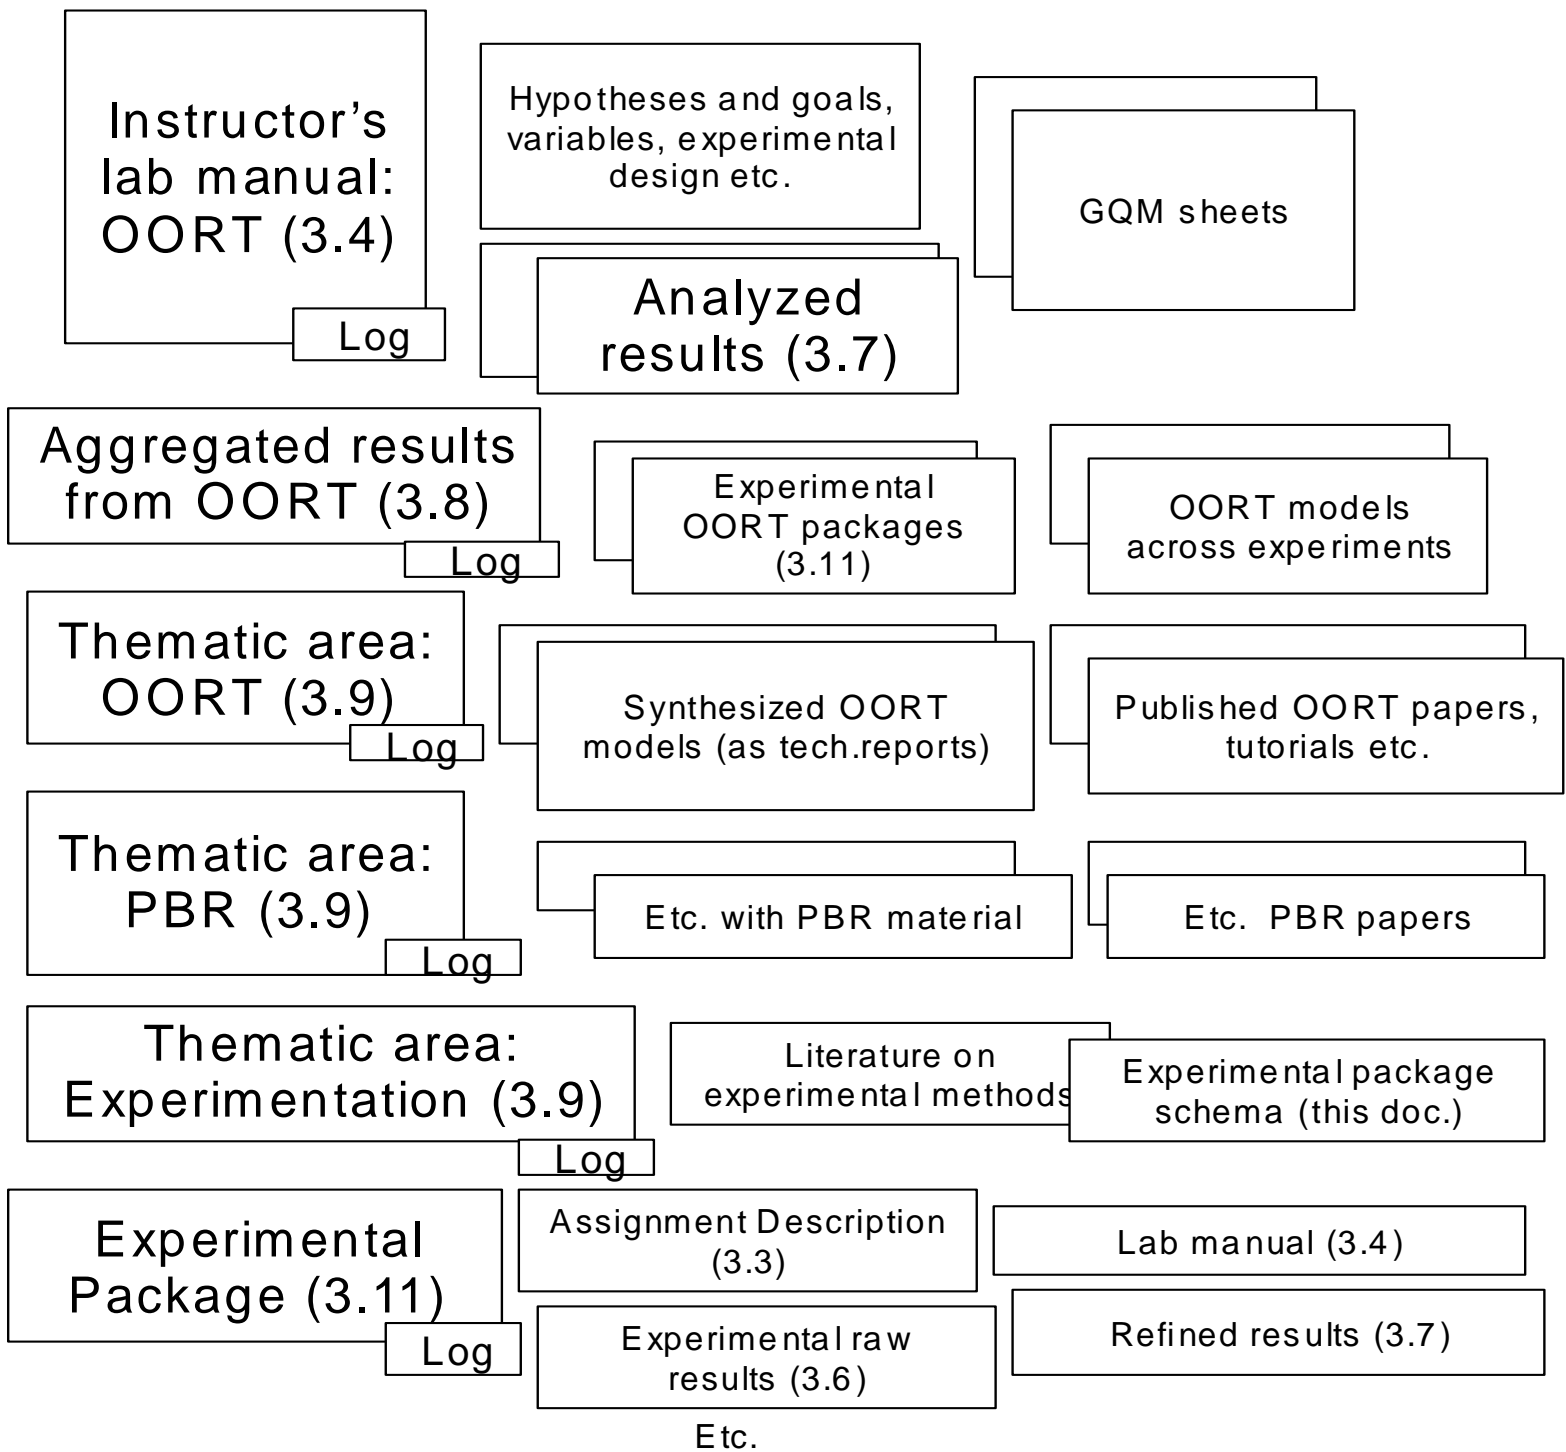 Instructor’s
lab manual:
OORT (3.4)
Log
Hypotheses and goals,
variables, experimental
design etc.
GQM sheets
Analyzed
results (3.7)
Aggregated results
from OORT (3.8)
Log
Experimental
OORT packages
(3.11)
OORT models
across experiments
Thematic area:
OORT (3.9)
Log
Synthesized OORT
models (as tech.reports)
Published OORT papers,
tutorials etc.
Thematic area:
PBR (3.9)
Log
Etc. with PBR material
Etc. PBR papers
Thematic area:
Experimentation (3.9)
Log
Literature on
experimental methods
Experimental package
schema (this doc.)
Experimental
Package (3.11)
Log
Assignment Description
(3.3)
Lab manual (3.4)
Experimental raw
results (3.6)
Refined results (3.7)
Etc.